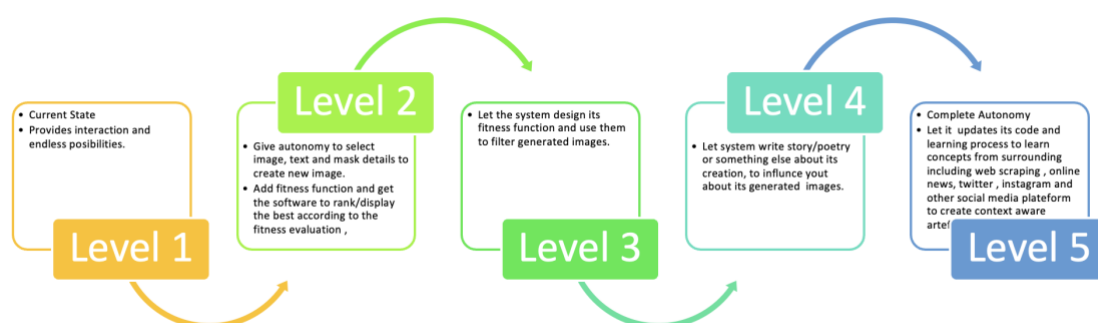 • Current State
• Provides interaction and
endless posibilities.
Level 1
Level 2
• Give autonomy to select
image, text and mask details to
create new image.
• Add fitness function and get
the software to rank/display
the best according to the
fitness evaluation ,
• Let the system design its
fitness function and use them
to filter generated images.
Level 3
Level 4
• Let system write story/poetry
or something else about its
creation, to influnce yout
about its generated images.
• Complete Autonomy
• Let it updates its code and
learning process to learn
concepts from surrounding
including web scraping , online
news, twitter , instagram and
other social media plateform
to create context aware
Level 5